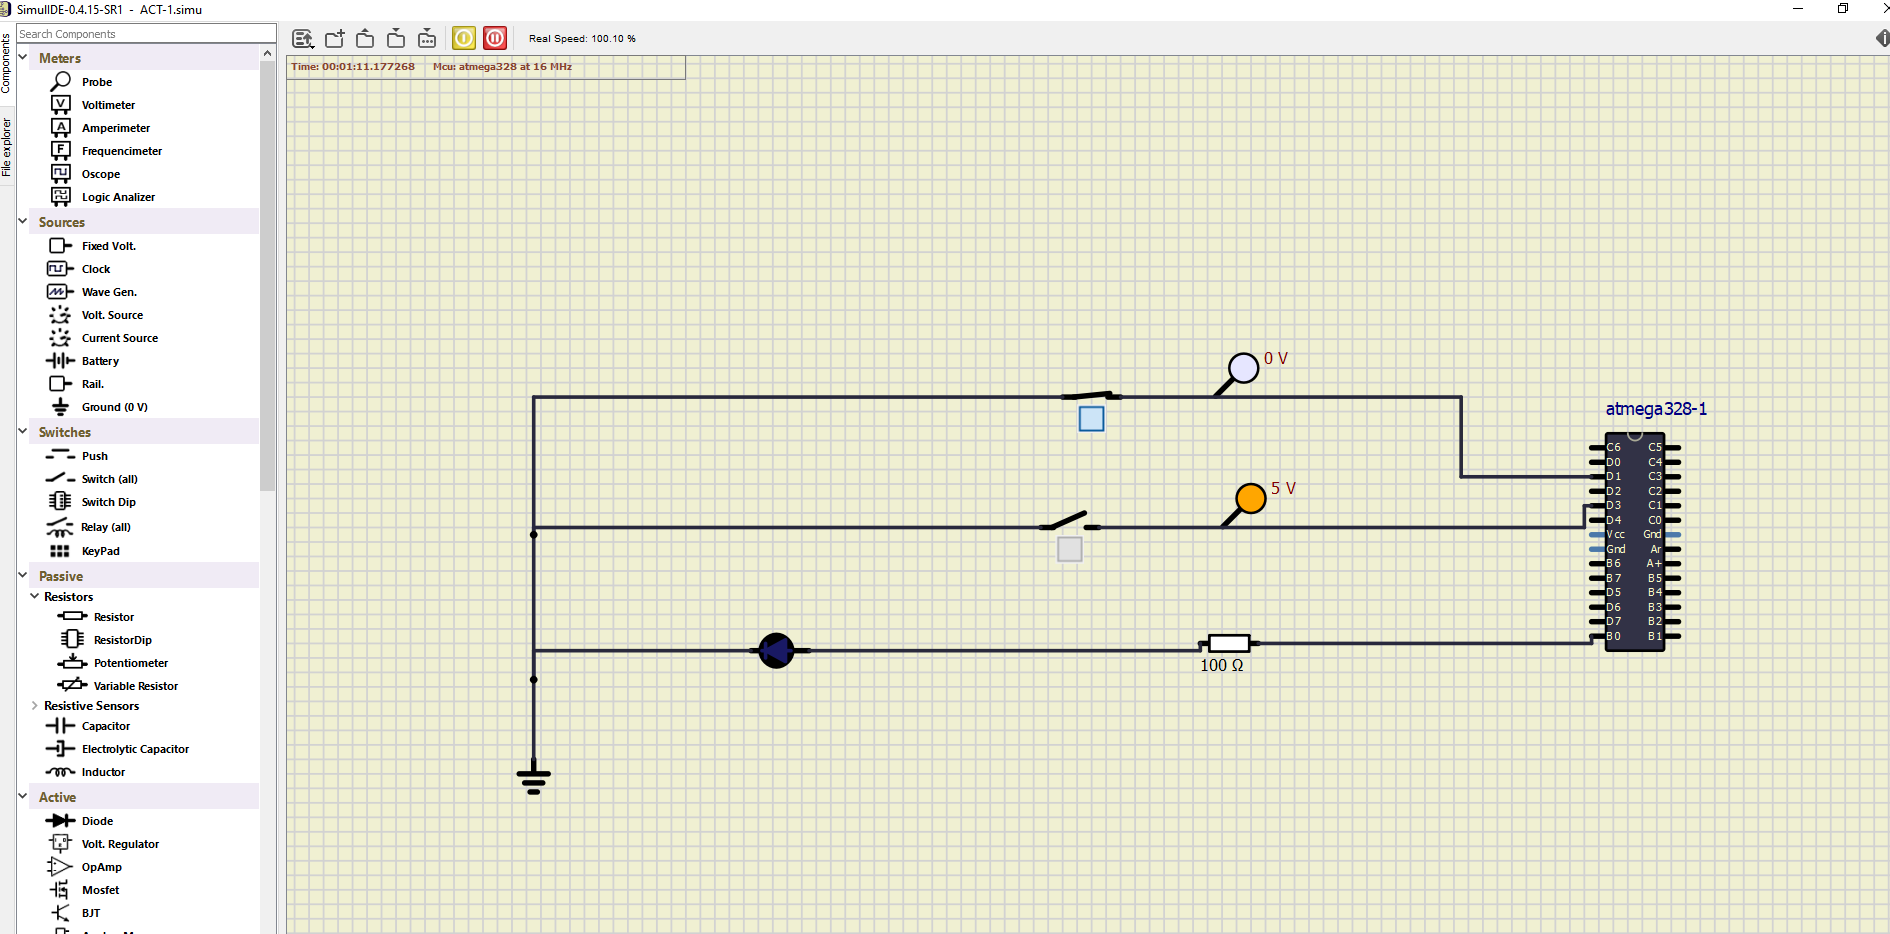 SimulIDE-0.4.15-SR1 - ACT-1.simu
Components
File explorer
Search Components
Meters
Probe
Voltimeter
Amperimeter
Frequencimeter
Oscope
Logic Analizer
Sources
Fixed Volt.
Clock
Wave Gen.
Volt. Source
Current Source
Battery
Rail.
Ground (0 V)
Switches
Push
Switch (all)
Switch Dip
Relay (all)
KeyPad
Passive
Resistors
Resistor
ResistorDip
Potentiometer
Variable Resistor
Resistive Sensors
Capacitor
Electrolytic Capacitor
Inductor
Active
Diode
Volt. Regulator
OpAmp
Mosfet
BJT
Real Speed: 100.10 %
Time: 00:01:11.177268 Mcu: atmega328 at 16 MHz
0 V
5 V
100 Ω
atmega328-1
C6 C5
D0 C4
D1 C3
D2 C2
D3 C1
D4 C0
Vcc Gnd
Gnd Ar
B6 A+
B7 B5
D5 B4
D6 B3
D7 B2
B0 B1